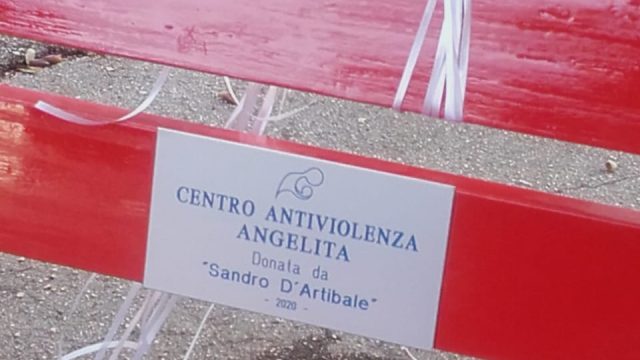 CENTRO ANTIVIOLENZA
ANGELITA
Donata da
"Sandro D'Artibale"
- 2020 -